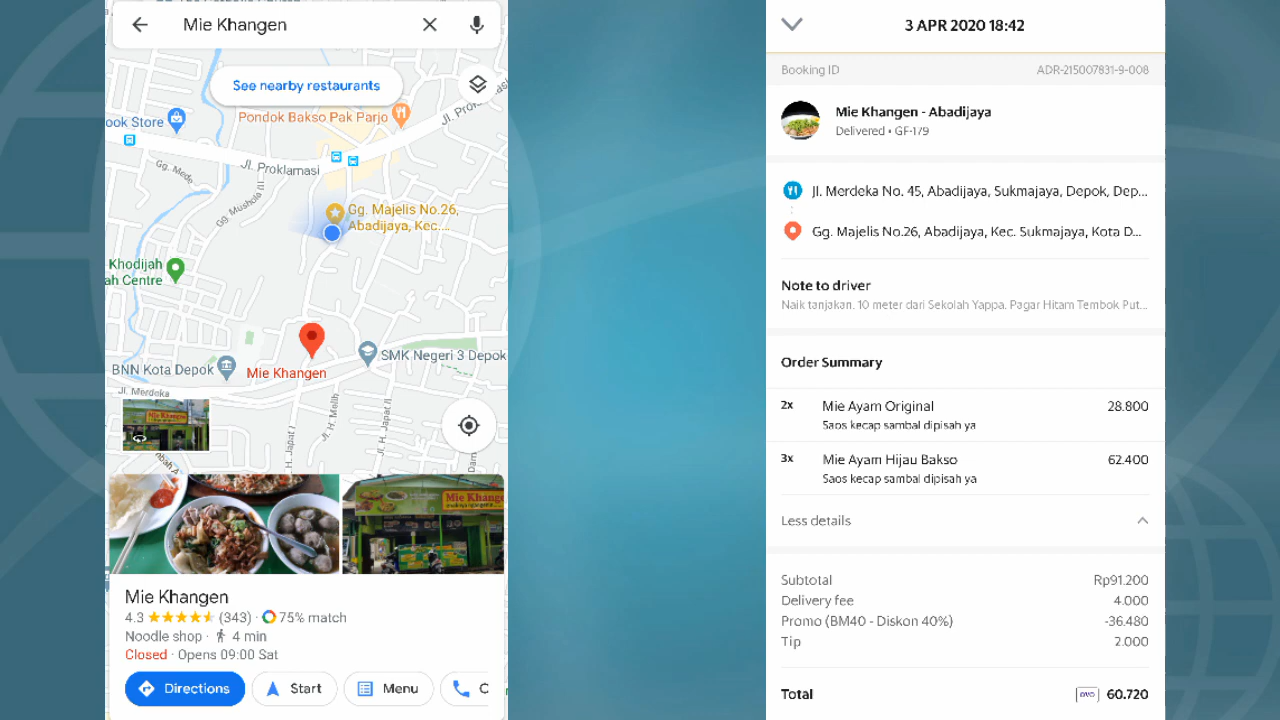 Mie Khangen
See nearby restaurants
ook Store
Pondok Bakso Pak Parjo
Jl. Proklamasi
Gg. Mede
Gg. Mushola III
Gg. Majelis No.26,
Abadijaya, Kec....
Khodijah
ah Centre
SMK Negeri 3 Depok
BNN Kota Depok
Mie Khangen
Jl. Merdeka
Mie Khangen
Jl. H. Molih
Jl. H. Japat I
Mie Khangen
4.3 (343) · 75% match
Noodle shop · 4 min
Closed · Opens 09:00 Sat
Directions
Start
Menu
C
3 APR 2020 18:42
Booking ID
ADR-215007831-9-008
Mie Khangen - Abadijaya
Delivered • GF-179
Jl. Merdeka No. 45, Abadijaya, Sukmajaya, Depok, Dep...
Gg. Majelis No.26, Abadijaya, Kec. Sukmajaya, Kota D...
Note to driver
Naik tanjakan. 10 meter dari Sekolah Yappa. Pagar Hitam Tembok Put...
Order Summary
2x Mie Ayam Original 28.800
Saos kecap sambal dipisah ya
3x Mie Ayam Hijau Bakso 62.400
Saos kecap sambal dipisah ya
Less details
Subtotal Rp91.200
Delivery fee 4.000
Promo (BM40 - Diskon 40%) -36.480
Tip 2.000
Total OVO 60.720